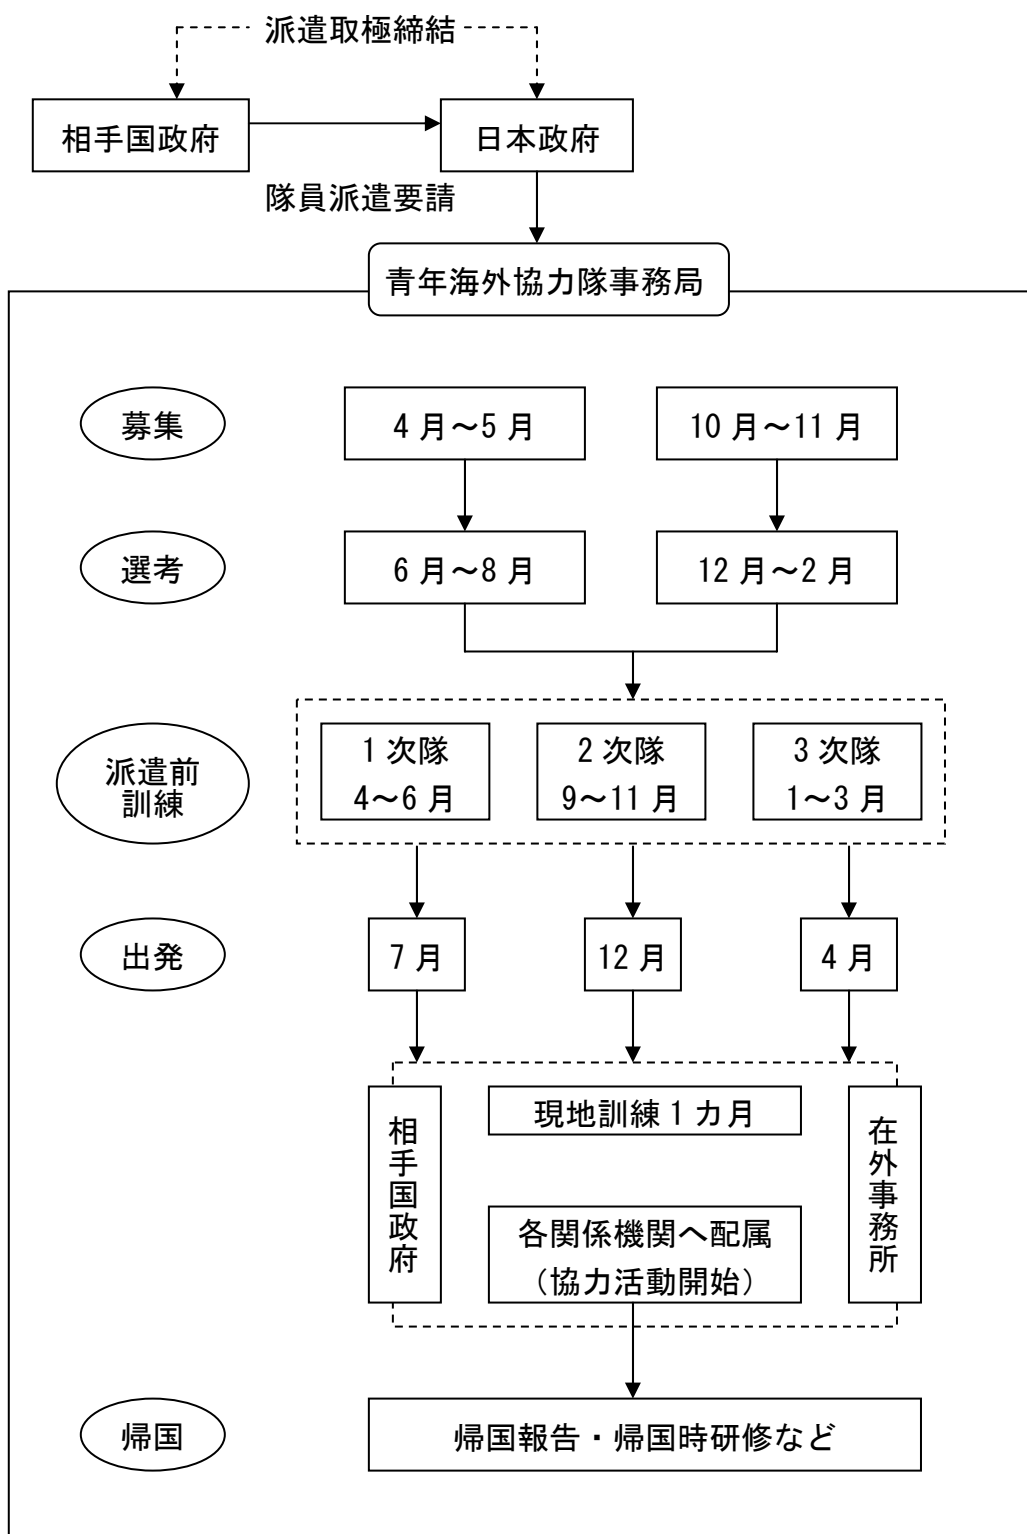 派遣取極締結
相手国政府
日本政府
隊員派遣要請
青年海外協力隊事務局
募集
4月～5月
10月～11月
選考
6月～8月
12月～2月
派遣前
訓練
1次隊
4～6月
2次隊
9～11月
3次隊
1～3月
出発
7月
12月
4月
相手国政府
現地訓練1カ月
各関係機関へ配属
（協力活動開始）
在外事務所
帰国
帰国報告・帰国時研修など